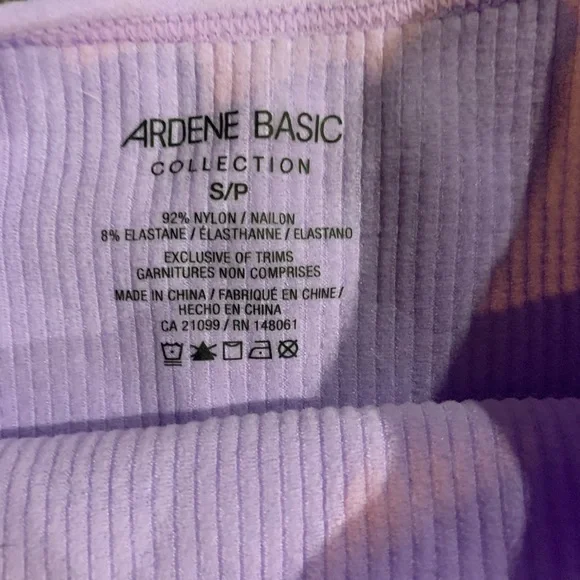 ARDENE BASIC
COLLECTION
S/P
92% NYLON / NAILON
8% ELASTANE / ÉLASTHANNE / ELASTANO
EXCLUSIVE OF TRIMS
GARNITURES NON COMPRISES
MADE IN CHINA / FABRIQUÉ EN CHINE /
HECHO EN CHINA
CA 21099 / RN 148061